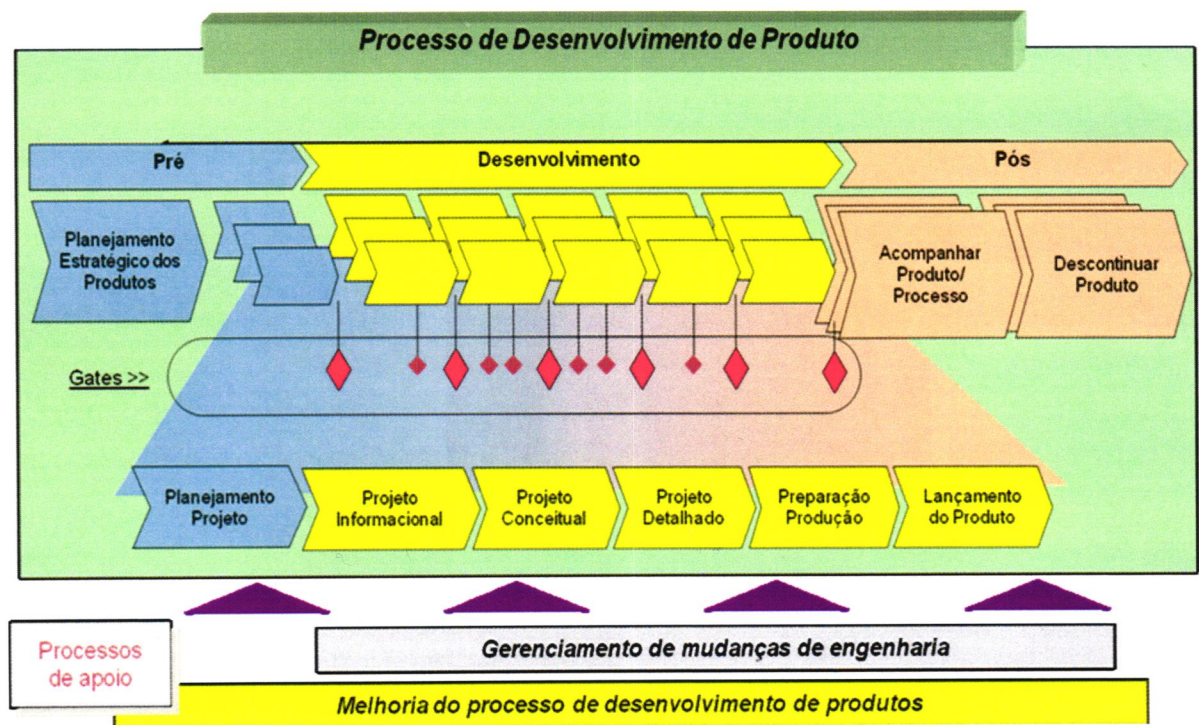 Processo de Desenvolvimento de Produto
Pré
Desenvolvimento
Pós
Planejamento
Estratégico dos
Produtos
Acompanhar
Produto/
Processo
Descontinuar
Produto
Gates >>
Planejamento
Projeto
Projeto
Informacional
Projeto
Conceitual
Projeto
Detalhado
Preparação
Produção
Lançamento
do Produto
Processos
de apoio
Gerenciamento de mudanças de engenharia
Melhoria do processo de desenvolvimento de produtos